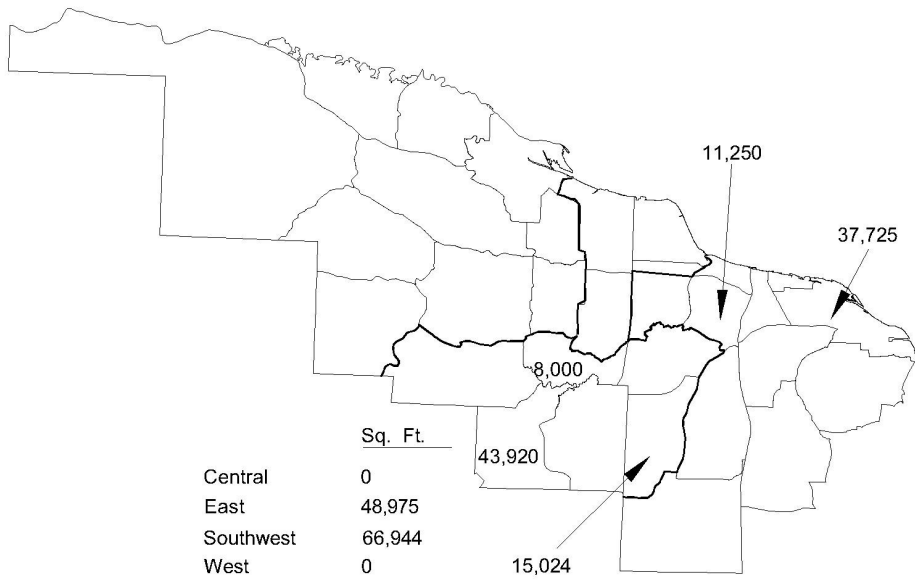 11,250
37,725
8,000
43,920
Sq. Ft.
Central 0
East 48,975
Southwest 66,944
West 0
15,024